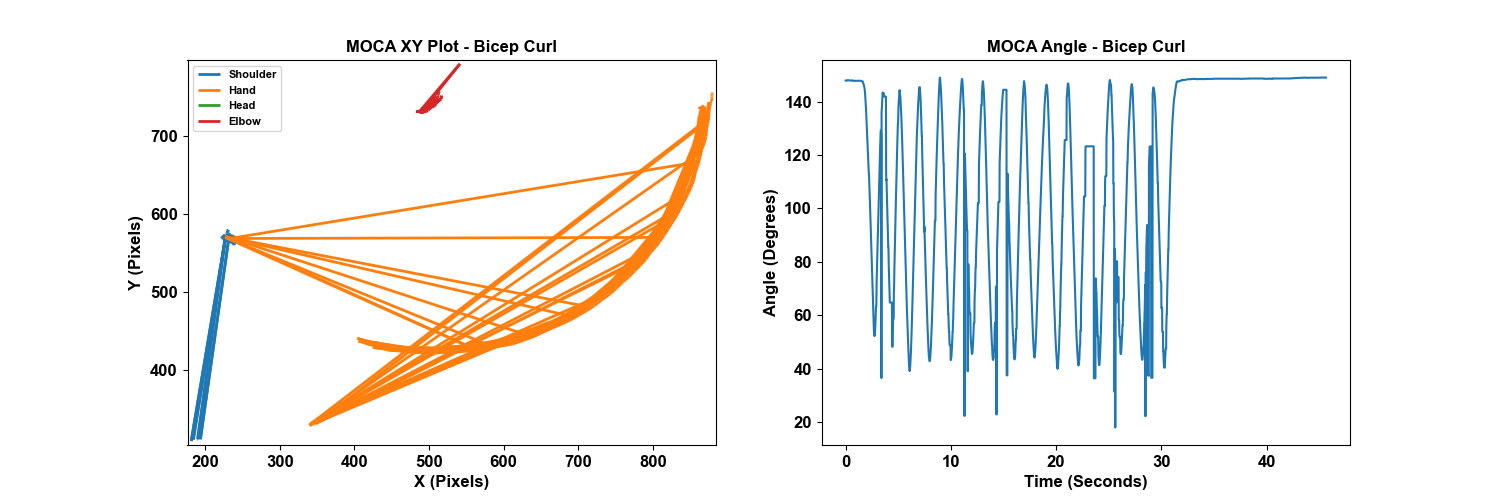 MOCA XY Plot - Bicep Curl
Shoulder
Hand
Head
Elbow
Y (Pixels)
700
600
500
400
200 300 400 500 600 700 800
X (Pixels)
MOCA Angle - Bicep Curl
Angle (Degrees)
140
120
100
80
60
40
20
0 10 20 30 40
Time (Seconds)